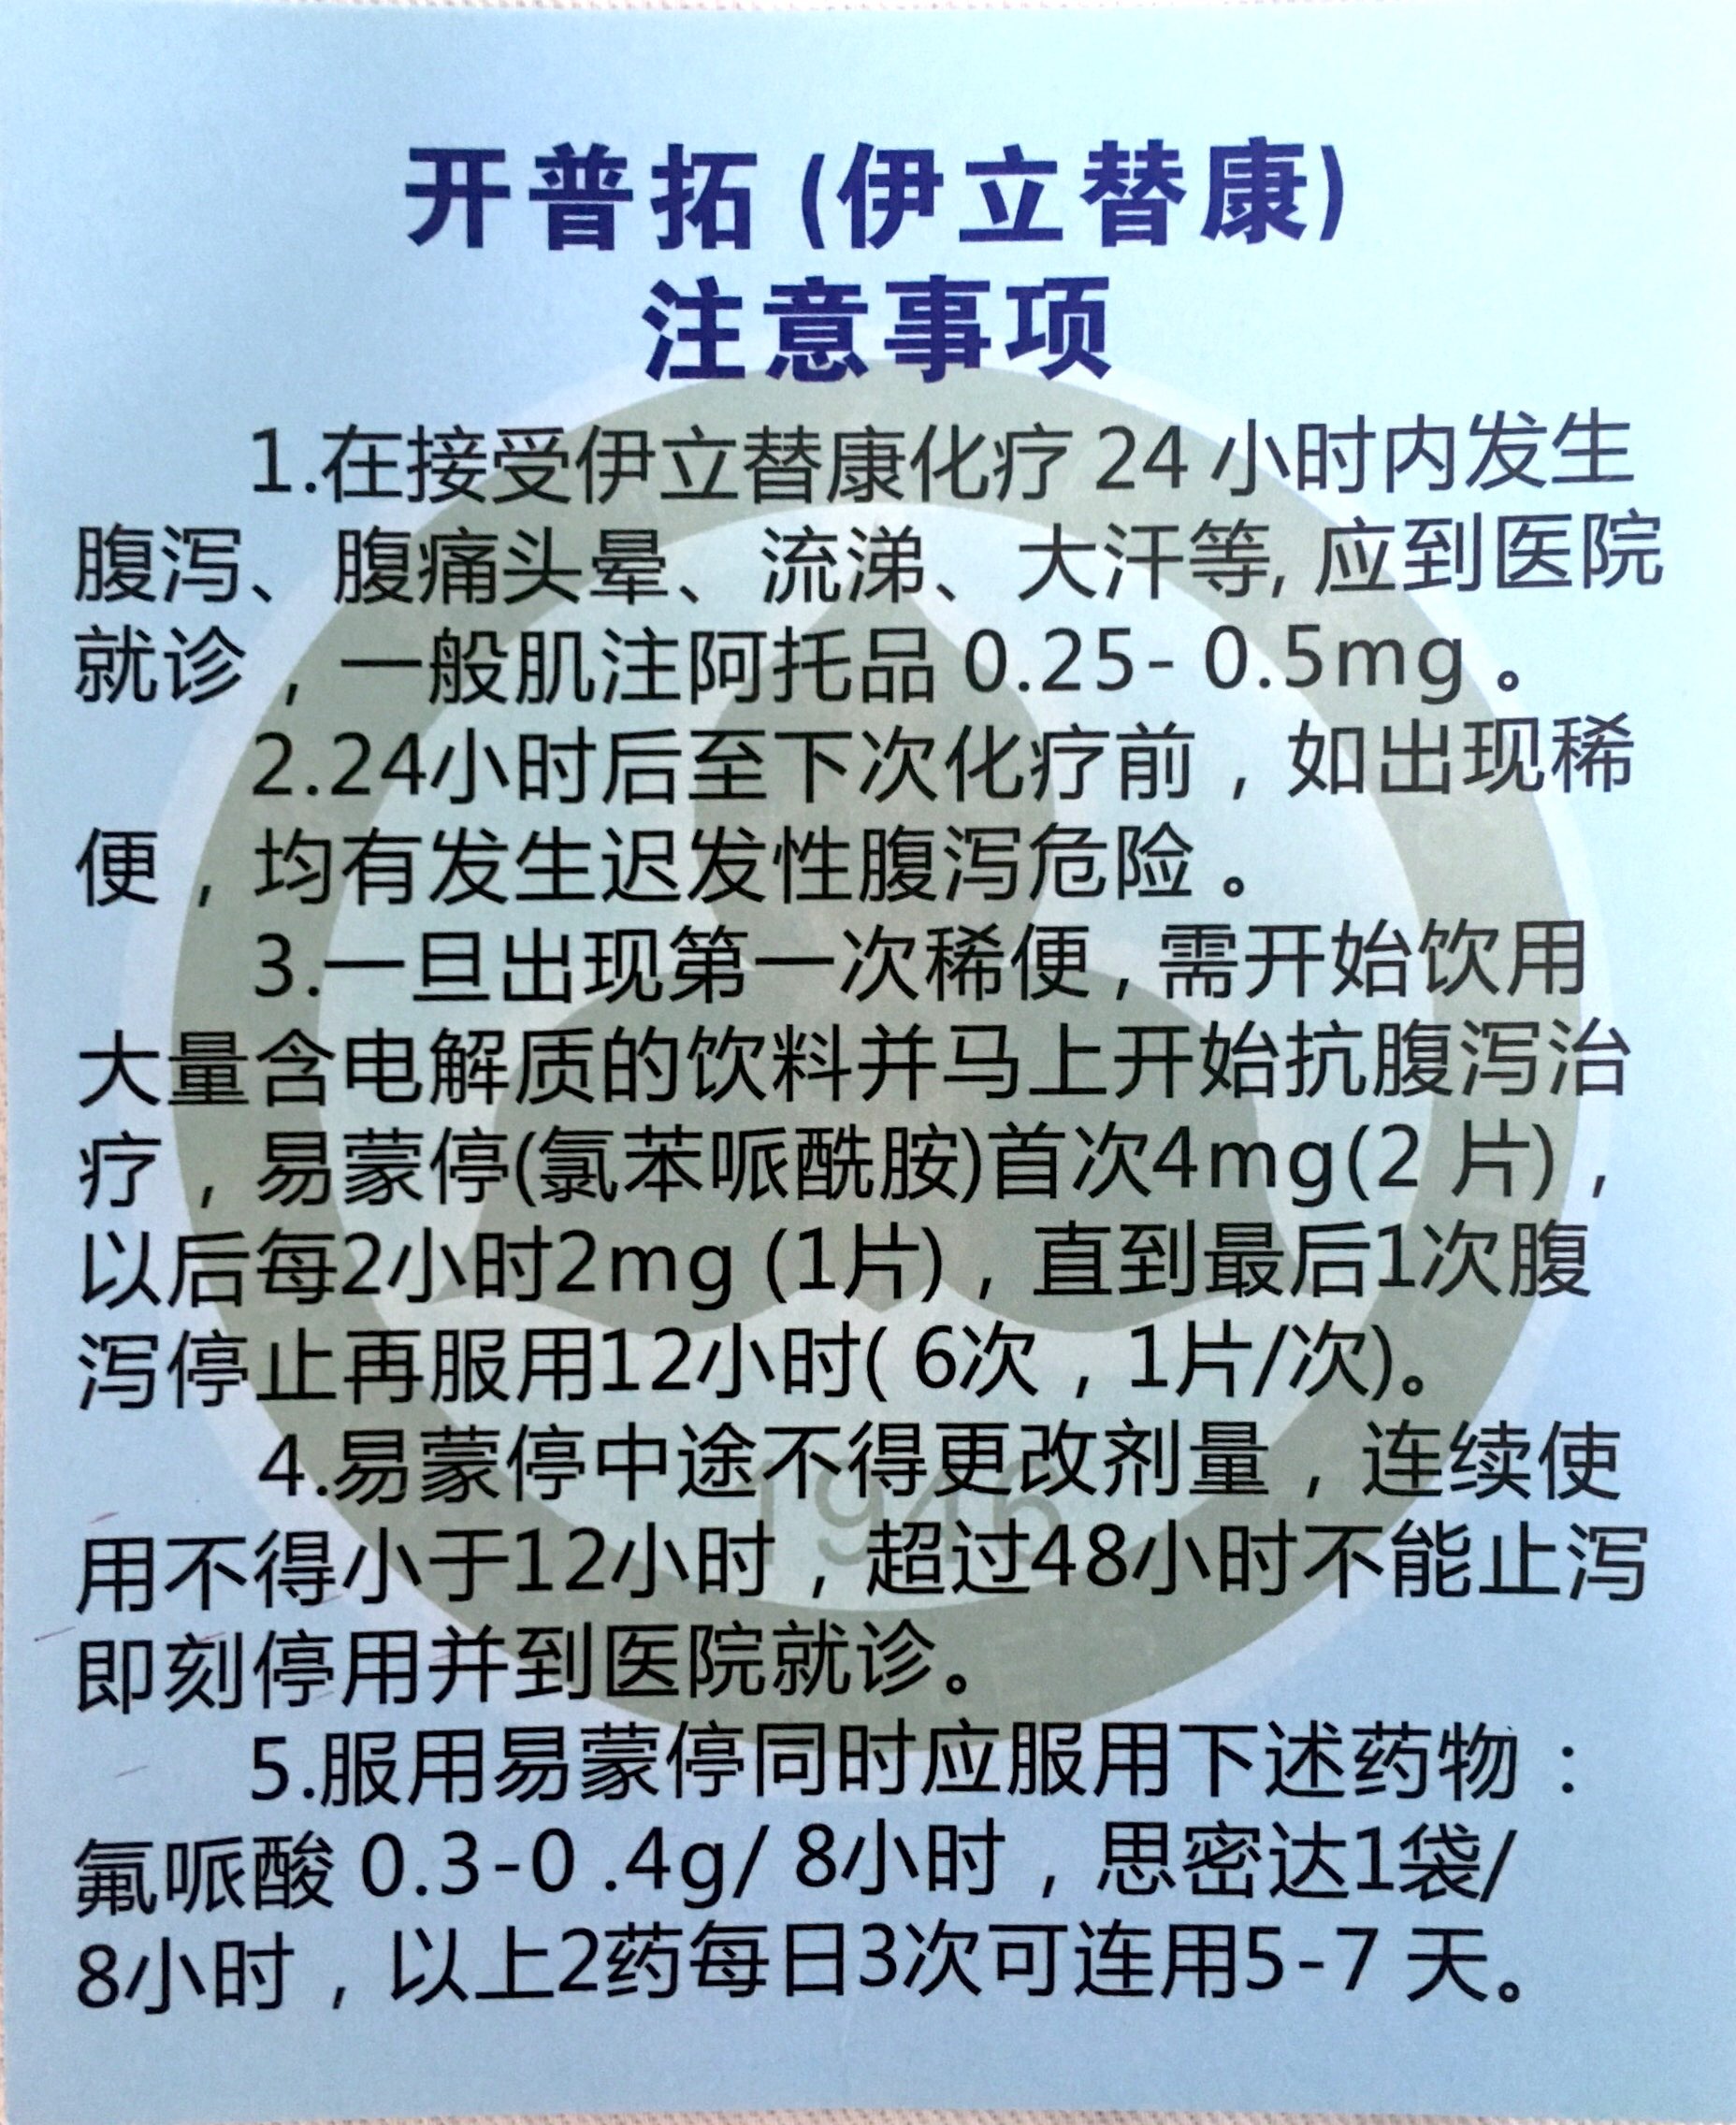 开普拓(伊立替康)
注意事项
1.在接受伊立替康化疗24小时内发生
腹泻、腹痛头晕、流涕、大汗等,应到医院
就诊，一般肌注阿托品0.25-0.5mg。
2.24小时后至下次化疗前，如出现稀
便，均有发生迟发性腹泻危险。
3.一旦出现第一次稀便,需开始饮用
大量含电解质的饮料并马上开始抗腹泻治
疗，易蒙停(氯苯哌酰胺)首次4mg(2片)，
以后每2小时2mg(1片)，直到最后1次腹
泻停止再服用12小时(6次，1片/次)。
4.易蒙停中途不得更改剂量，连续使
用不得小于12小时，超过48小时不能止泻
即刻停用并到医院就诊。
5.服用易蒙停同时应服用下述药物：
氟哌酸0.3-0.4g/8小时，思密达1袋/
8小时，以上2药每日3次可连用5-7天。
1946